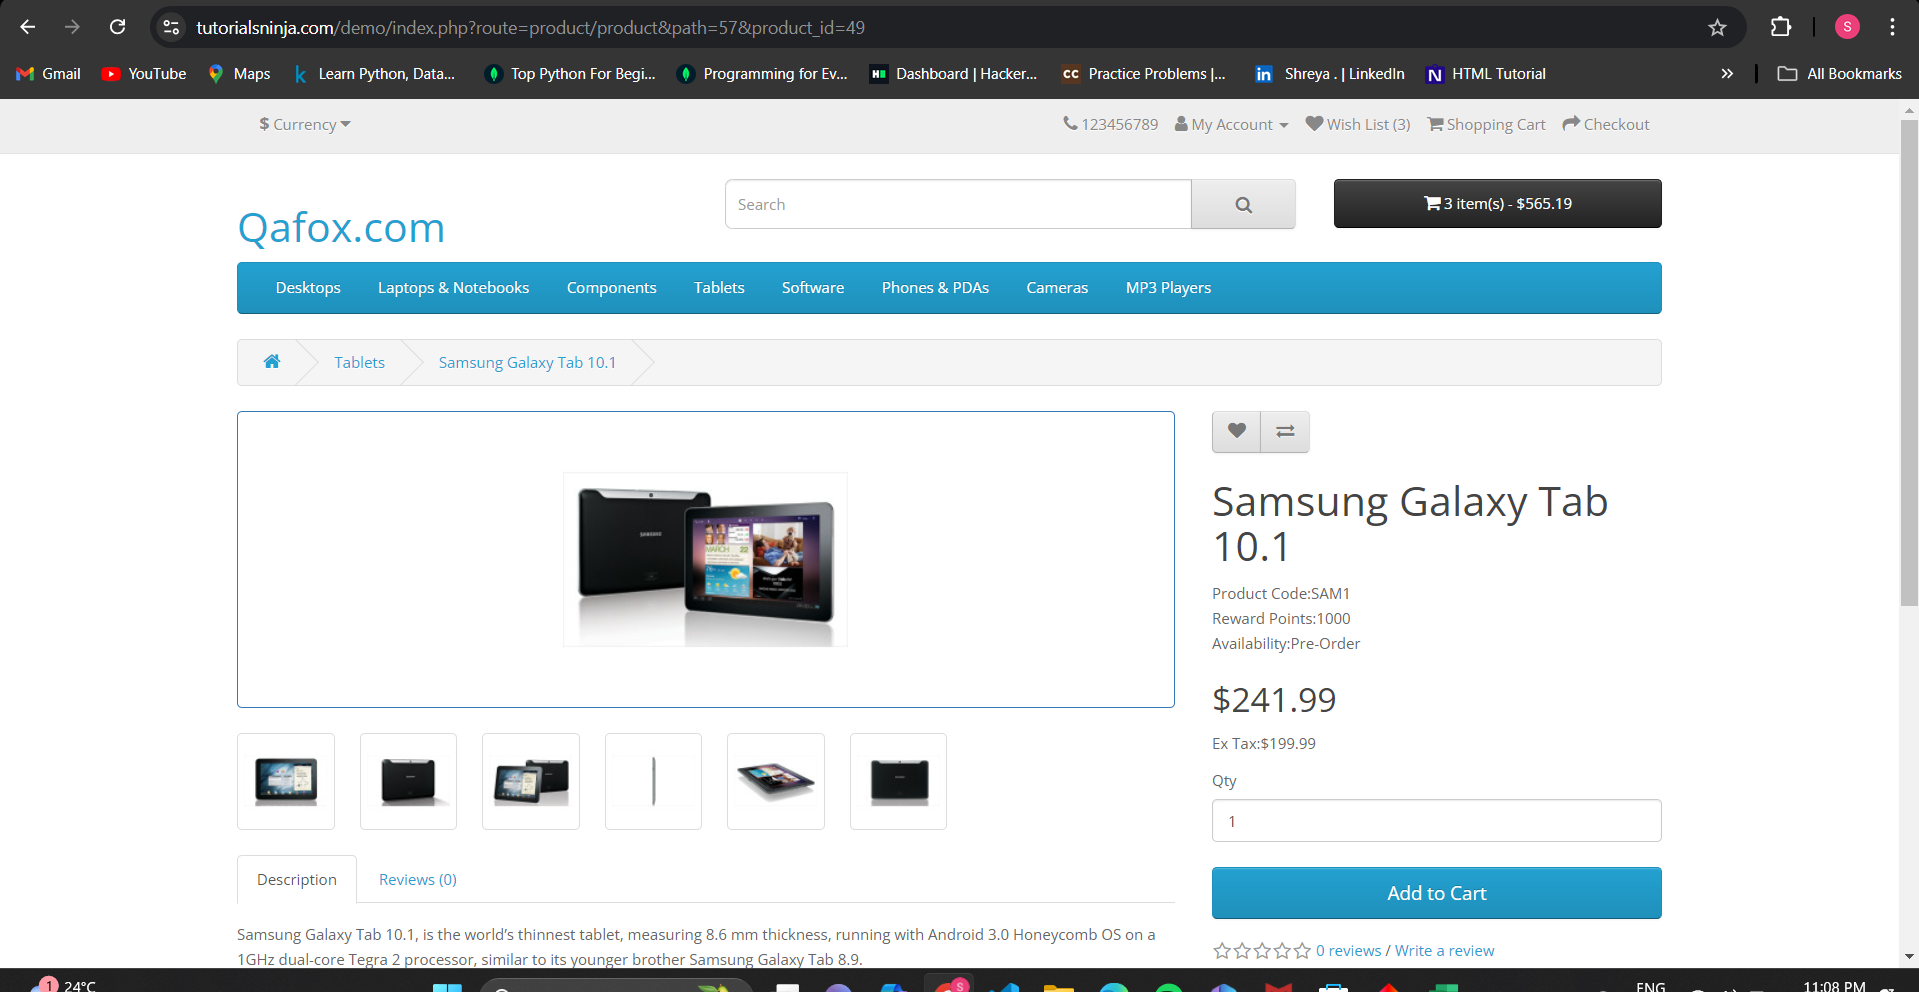 tutorialsninja.com/demo/index.php?route=product/product&path=57&product_id=49
S
Gmail
YouTube
Maps
Learn Python, Data...
Top Python For Begi...
Programming for Ev...
Dashboard | Hacker...
CC Practice Problems |...
in Shreya . | LinkedIn
N HTML Tutorial
»
All Bookmarks
$ Currency
123456789
My Account
Wish List (3)
Shopping Cart
Checkout
Qafox.com
Search
3 item(s) - $565.19
Desktops
Laptops & Notebooks
Components
Tablets
Software
Phones & PDAs
Cameras
MP3 Players
Tablets
Samsung Galaxy Tab 10.1
SAMSUNG
MARCH 22
Samsung Galaxy Tab
10.1
Product Code:SAM1
Reward Points:1000
Availability:Pre-Order
$241.99
Ex Tax:$199.99
Qty
1
Add to Cart
0 reviews / Write a review
Description
Reviews (0)
Samsung Galaxy Tab 10.1, is the world’s thinnest tablet, measuring 8.6 mm thickness, running with Android 3.0 Honeycomb OS on a
1GHz dual-core Tegra 2 processor, similar to its younger brother Samsung Galaxy Tab 8.9.
1
24°C
S
ENG
11:08 PM